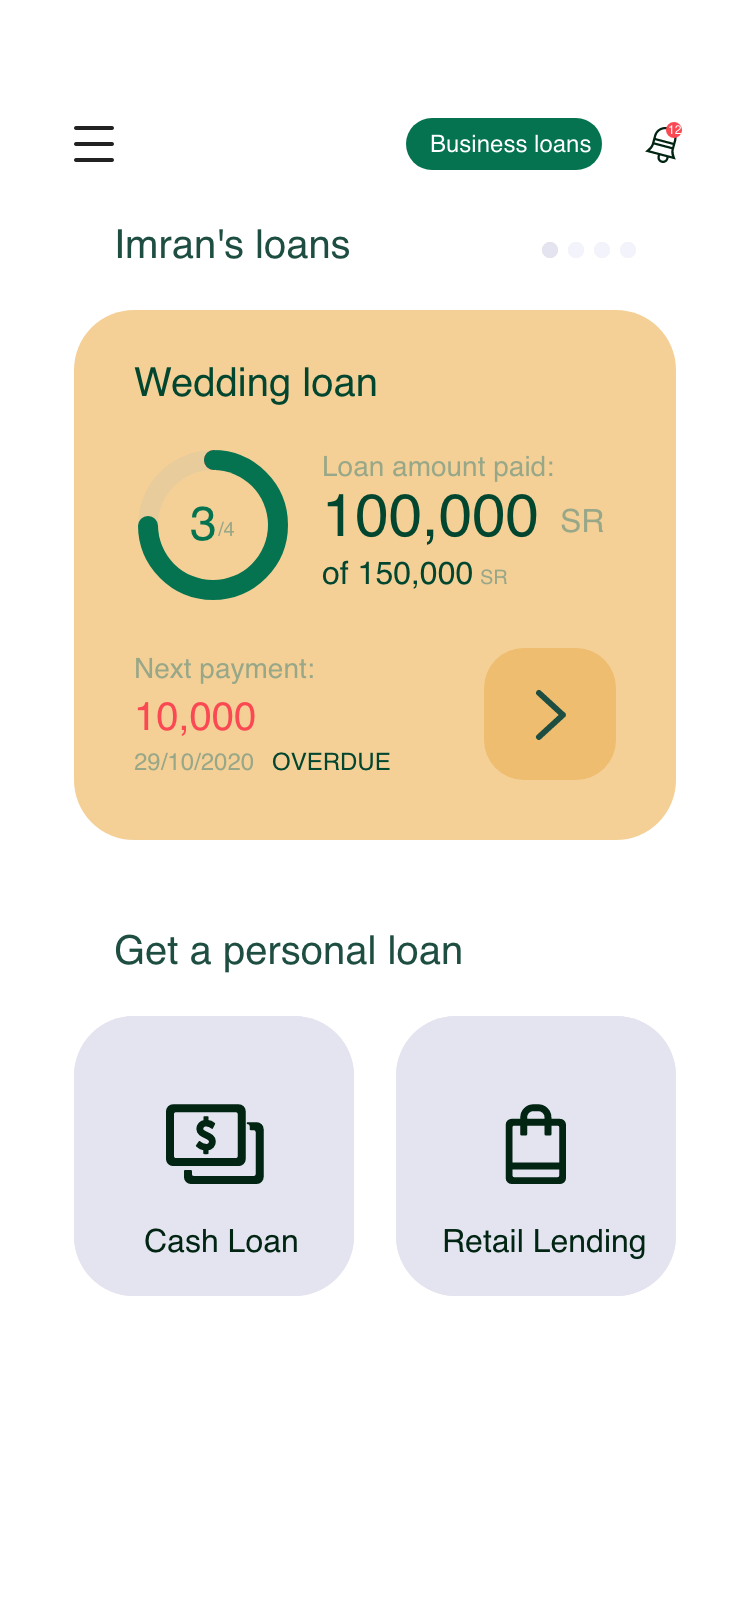 Business loans
12
Imran's loans
Wedding loan
3/4
Loan amount paid:
100,000 SR
of 150,000 SR
Next payment:
10,000
29/10/2020 OVERDUE
Get a personal loan
$
Cash Loan
Retail Lending